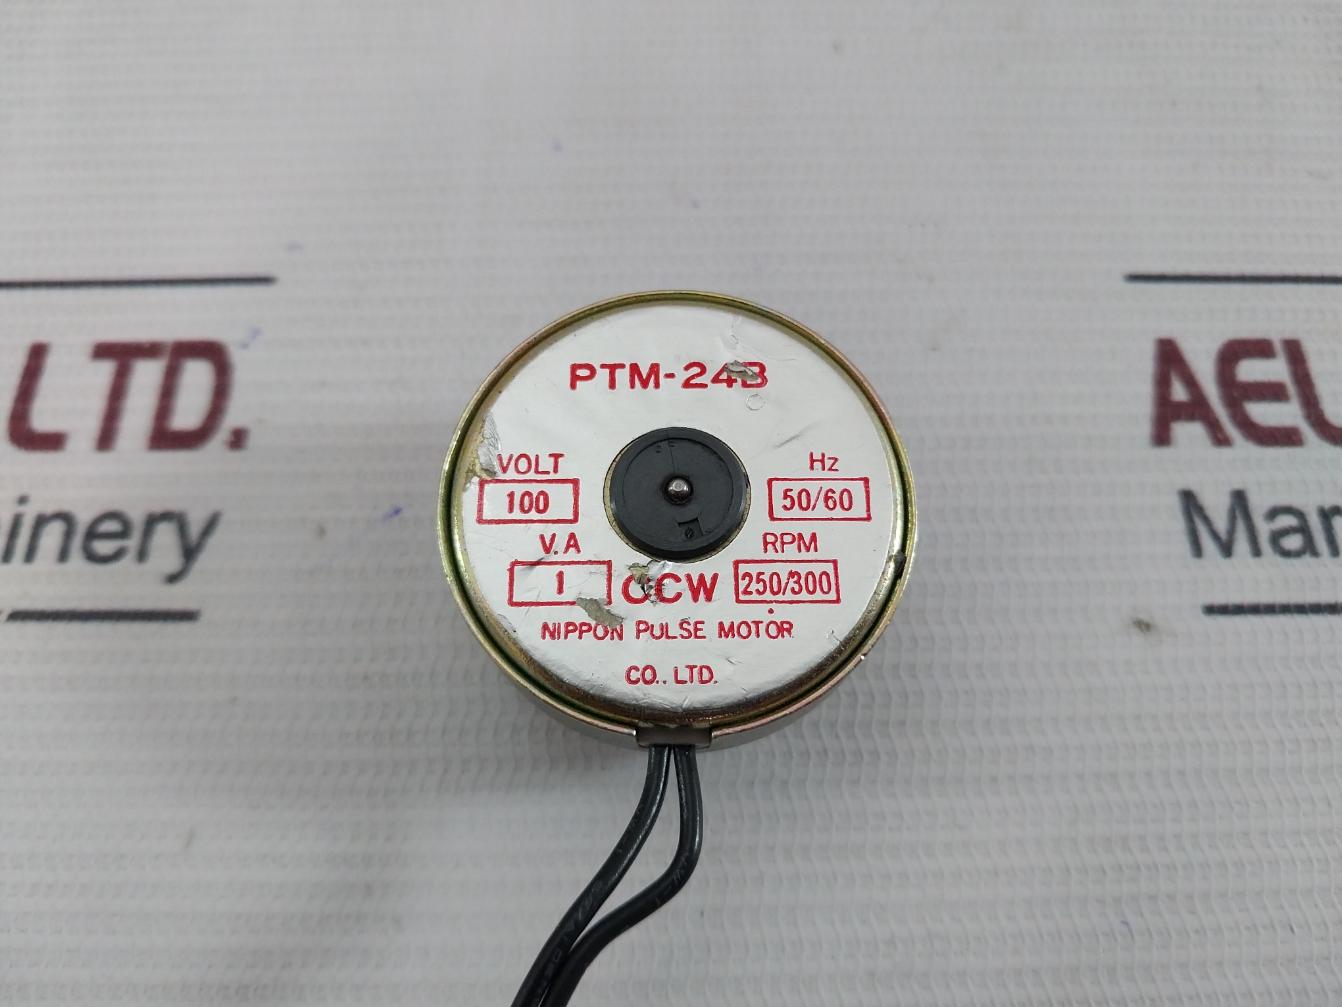 PTM-24B
VOLT
100
Hz
50/60
V.A
1
CCW
RPM
250/300
NIPPON PULSE MOTOR
CO., LTD.
LTD.
inery
AEL
Mar